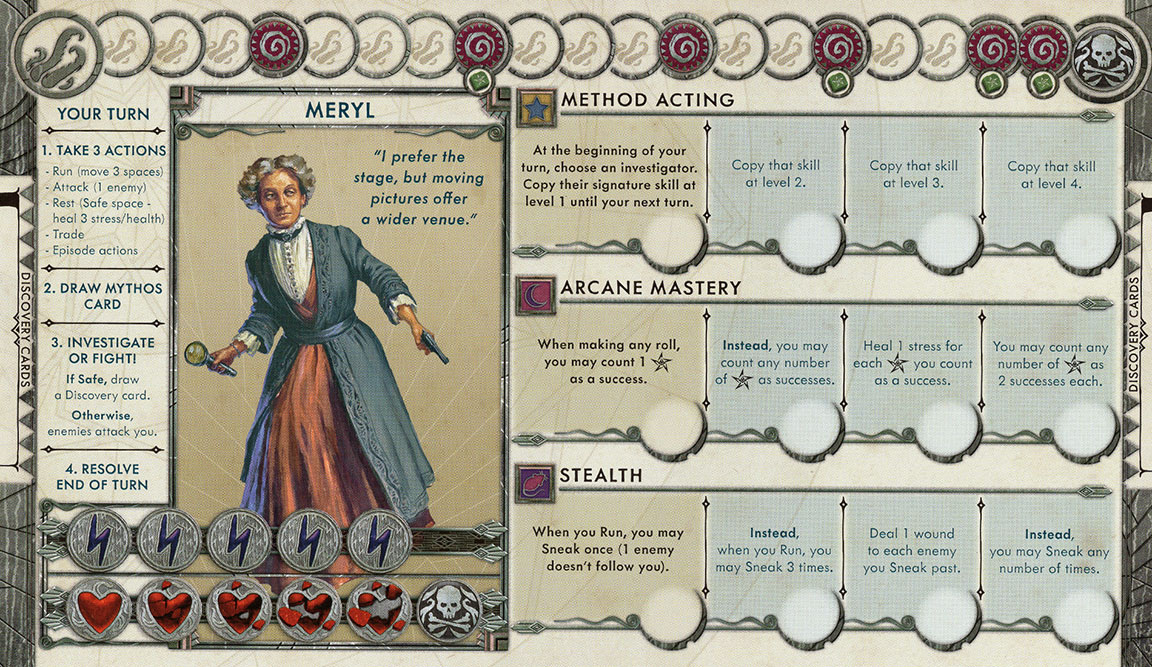 YOUR TURN
1. TAKE 3 ACTIONS
- Run (move 3 spaces)
- Attack (1 enemy)
- Rest (Safe space -
heal 3 stress/health)
- Trade
- Episode actions
2. DRAW MYTHOS
CARD
3. INVESTIGATE
OR FIGHT!
If Safe, draw
a Discovery card.
Otherwise,
enemies attack you.
4. RESOLVE
END OF TURN
DISCOVERY CARDS
MERYL
“I prefer the
stage, but moving
pictures offer
a wider venue.”
METHOD ACTING
At the beginning of your
turn, choose an investigator.
Copy their signature skill at
level 1 until your next turn.
Copy that skill
at level 2.
Copy that skill
at level 3.
Copy that skill
at level 4.
ARCANE MASTERY
When making any roll,
you may count 1
as a success.
Instead, you may
count any number
of as successes.
Heal 1 stress for
each you count
as a success.
You may count any
number of as
2 successes each.
STEALTH
When you Run, you may
Sneak once (1 enemy
doesn’t follow you).
Instead,
when you Run, you
may Sneak 3 times.
Deal 1 wound
to each enemy
you Sneak past.
Instead,
you may Sneak any
number of times.
DISCOVERY CARDS